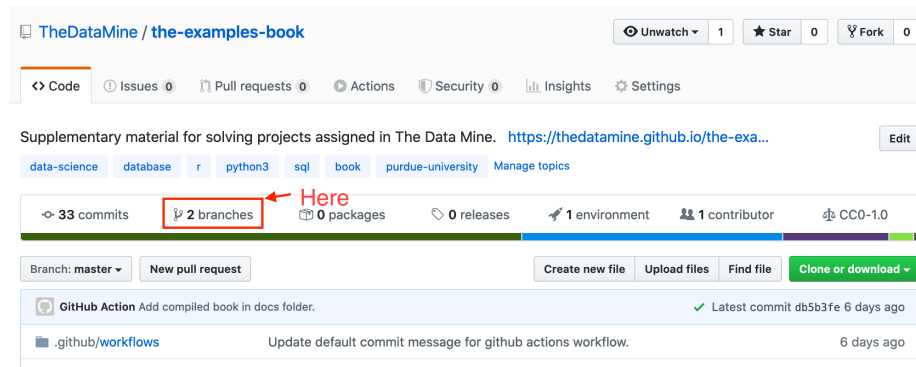 TheDataMine / the-examples-book Unwatch 1 Star 0 Fork 0
Code Issues 0 Pull requests 0 Actions Security 0 Insights Settings
Supplementary material for solving projects assigned in The Data Mine. https://thedatamine.github.io/the-exa... Edit
data-science database r python3 sql book purdue-university Manage topics
Here
33 commits 2 branches 0 packages 0 releases 1 environment 1 contributor CC0-1.0
Branch: master New pull request Create new file Upload files Find file Clone or download
GitHub Action Add compiled book in docs folder. Latest commit db5b3fe 6 days ago
.github/workflows Update default commit message for github actions workflow. 6 days ago